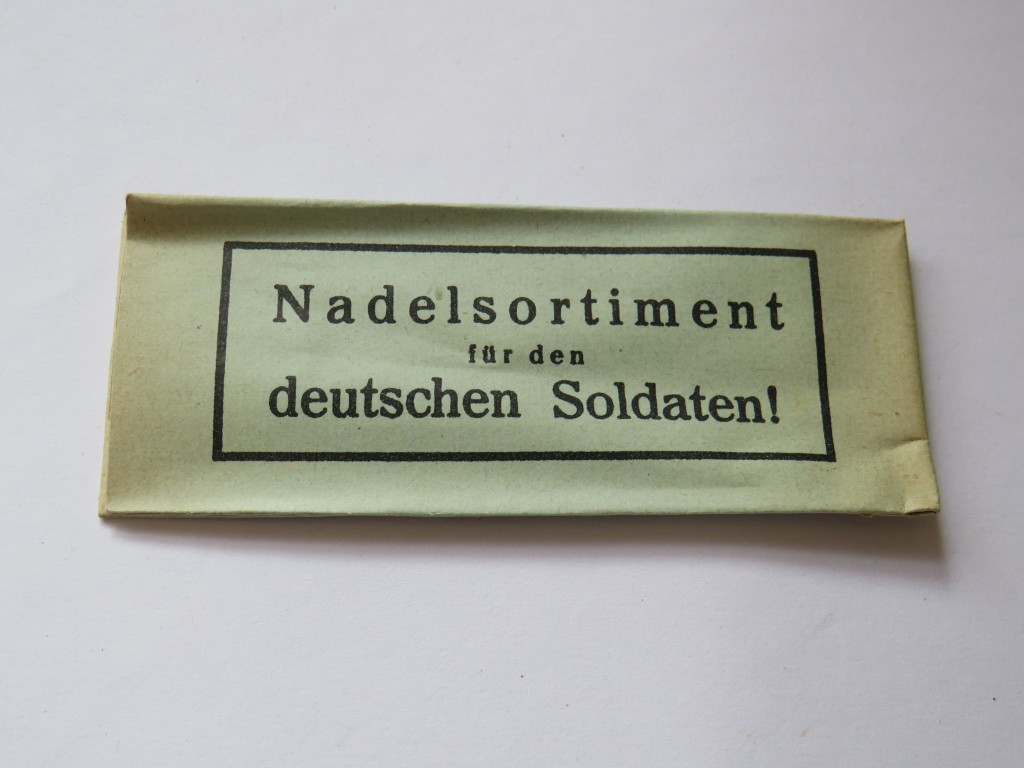 Nadelsortiment
für den
deutschen Soldaten!